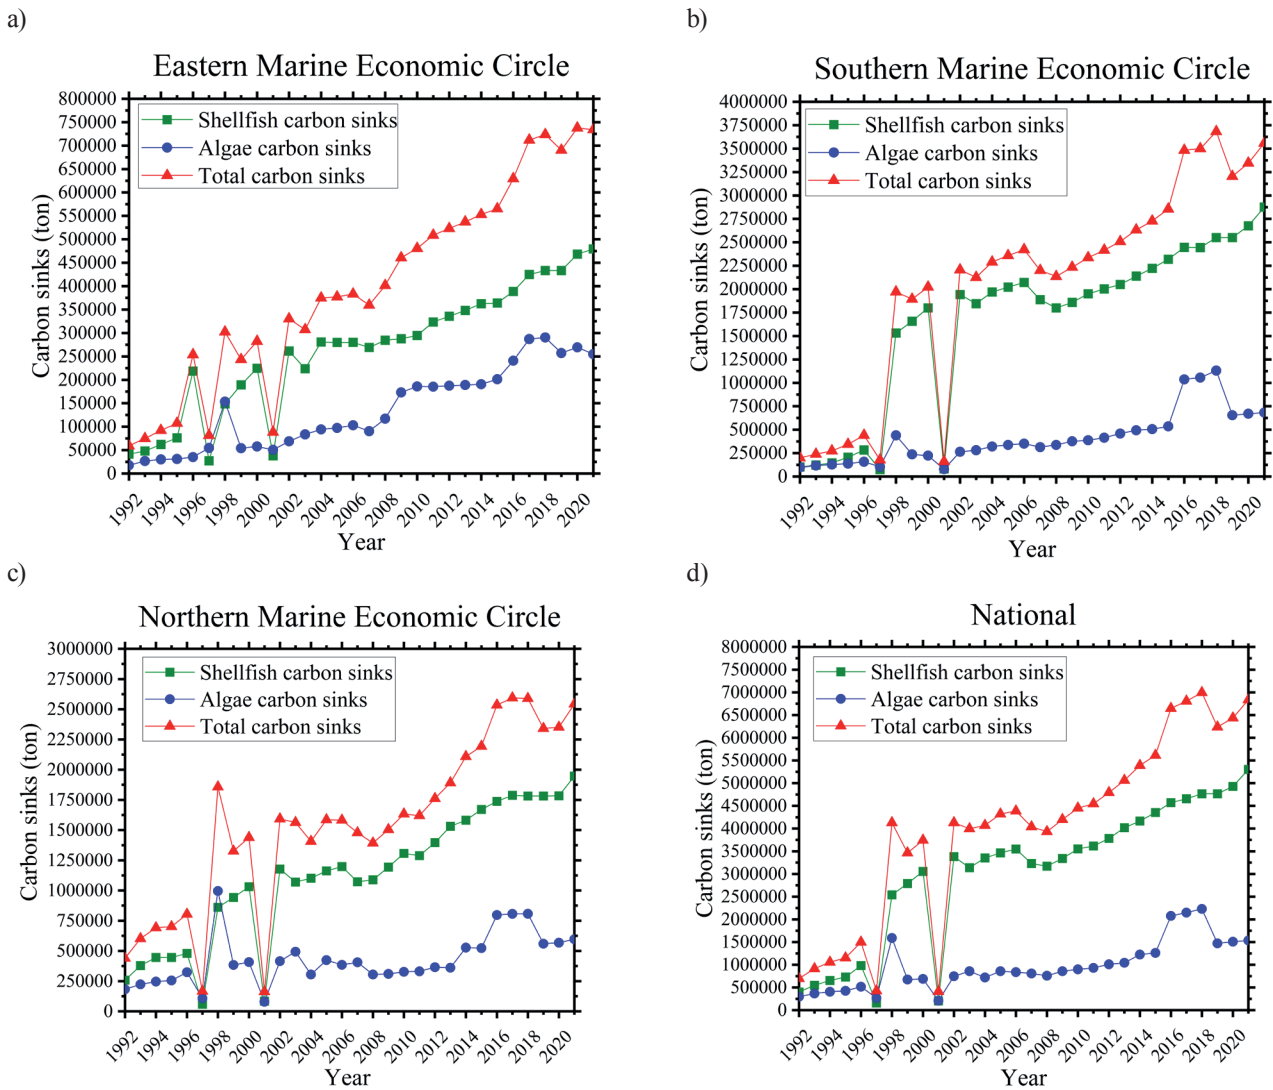 a)
Eastern Marine Economic Circle
800000
750000
700000
650000
600000
550000
500000
450000
400000
350000
300000
250000
200000
150000
100000
50000
0
Carbon sinks (ton)
Shellfish carbon sinks
Algae carbon sinks
Total carbon sinks
1992 1994 1996 1998 2000 2002 2004 2006 2008 2010 2012 2014 2016 2018 2020
Year
b)
Southern Marine Economic Circle
4000000
3750000
3500000
3250000
3000000
2750000
2500000
2250000
2000000
1750000
1500000
1250000
1000000
750000
500000
250000
0
Carbon sinks (ton)
Shellfish carbon sinks
Algae carbon sinks
Total carbon sinks
1992 1994 1996 1998 2000 2002 2004 2006 2008 2010 2012 2014 2016 2018 2020
Year
c)
Northern Marine Economic Circle
3000000
2750000
2500000
2250000
2000000
1750000
1500000
1250000
1000000
750000
500000
250000
0
Carbon sinks (ton)
Shellfish carbon sinks
Algae carbon sinks
Total carbon sinks
1992 1994 1996 1998 2000 2002 2004 2006 2008 2010 2012 2014 2016 2018 2020
Year
d)
National
8000000
7500000
7000000
6500000
6000000
5500000
5000000
4500000
4000000
3500000
3000000
2500000
2000000
1500000
1000000
500000
0
Carbon sinks (ton)
Shellfish carbon sinks
Algae carbon sinks
Total carbon sinks
1992 1994 1996 1998 2000 2002 2004 2006 2008 2010 2012 2014 2016 2018 2020
Year